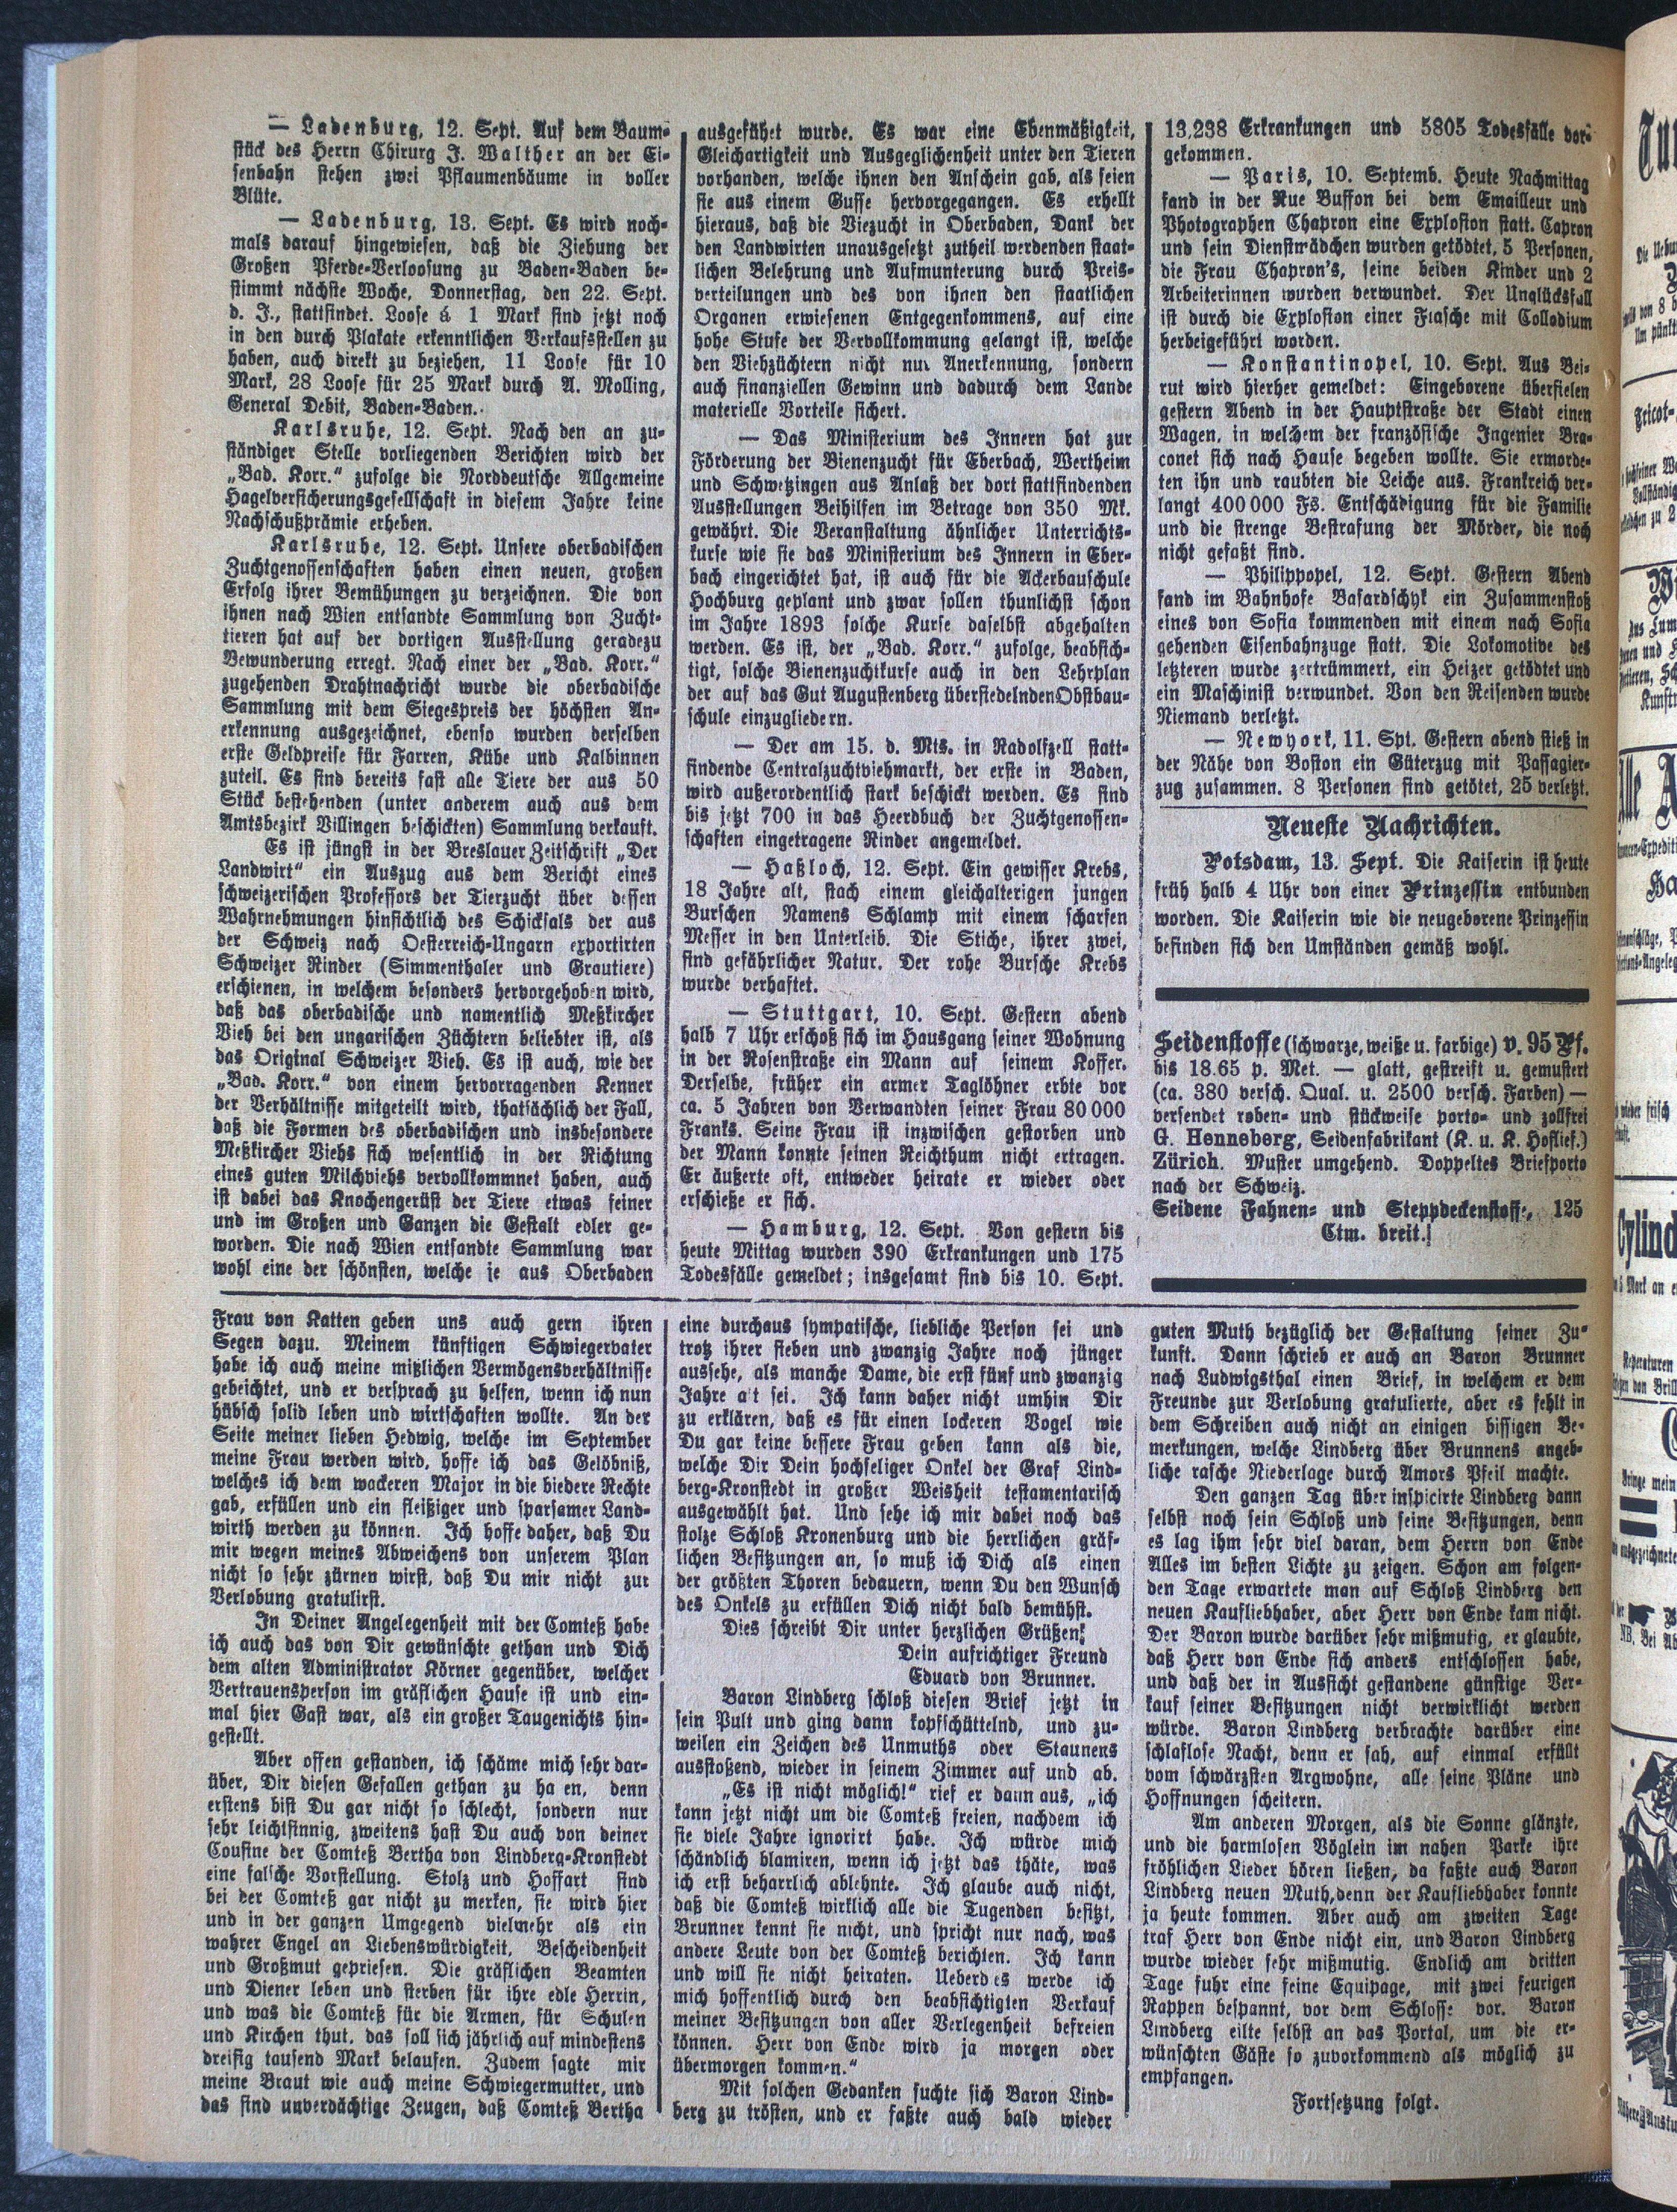 — Ladenburg, 12. Sept. Auf dem Baum-
stück des Herrn Chirurg J. Walther an der Ei-
senbahn stehen zwei Pflaumenbäume in voller
Blüte.
— Ladenburg, 13. Sept. Es wird noch-
mals darauf hingewiesen, daß die Ziehung der
Großen Pferde-Verloosung zu Baden-Baden be-
stimmt nächste Woche, Donnerstag, den 22. Sept.
d. J., stattfindet. Loose á 1 Mark sind jetzt noch
in den durch Plakate erkenntlichen Verkaufsstellen zu
haben, auch direkt zu beziehen, 11 Loose für 10
Mark, 28 Loose für 25 Mark durch A. Molling,
General Debit, Baden-Baden.
Karlsruhe, 12. Sept. Nach den an zu-
ständiger Stelle vorliegenden Berichten wird der
„Bad. Korr.“ zufolge die Norddeutsche Allgemeine
Hagelversicherungsgesellschaft in diesem Jahre keine
Nachschußprämie erheben.
Karlsruhe, 12. Sept. Unsere oberbadischen
Zuchtgenossenschaften haben einen neuen, großen
Erfolg ihrer Bemühungen zu verzeichnen. Die von
ihnen nach Wien entsandte Sammlung von Zucht-
tieren hat auf der dortigen Ausstellung geradezu
Bewunderung erregt. Nach einer der „Bad. Korr.“
zugehenden Drahtnachricht wurde die oberbadische
Sammlung mit dem Siegespreis der höchsten An-
erkennung ausgezeichnet, ebenso wurden derselben
erste Geldpreise für Farren, Kühe und Kalbinnen
zuteil. Es sind bereits fast alle Tiere der aus 50
Stück bestehenden (unter anderem auch aus dem
Amtsbezirk Villingen beschickten) Sammlung verkauft.
Es ist jüngst in der Breslauer Zeitschrift „Der
Landwirt“ ein Auszug aus dem Bericht eines
schweizerischen Professors der Tierzucht über dessen
Wahrnehmungen hinsichtlich des Schicksals der aus
der Schweiz nach Oesterreich-Ungarn exportirten
Schweizer Rinder (Simmenthaler und Grautiere)
erschienen, in welchem besonders hervorgehoben wird,
daß das oberbadische und namentlich Meßkircher
Vieh bei den ungarischen Züchtern beliebter ist, als
das Original Schweizer Vieh. Es ist auch, wie der
„Bad. Korr.“ von einem hervorragenden Kenner
der Verhältnisse mitgeteilt wird, thatsächlich der Fall,
daß die Formen des oberbadischen und insbesondere
Meßkircher Viehs sich wesentlich in der Richtung
eines guten Milchviehs vervollkommnet haben, auch
ist dabei das Knochengerüst der Tiere etwas feiner
und im Großen und Ganzen die Gestalt edler ge-
worden. Die nach Wien entsandte Sammlung war
wohl eine der schönsten, welche je aus Oberbaden
ausgeführt wurde. Es war eine Ebenmäßigkeit,
Gleichartigkeit und Ausgeglichenheit unter den Tieren
vorhanden, welche ihnen den Anschein gab, als seien
sie aus einem Gusse hervorgegangen. Es erhellt
hieraus, daß die Viezucht in Oberbaden, Dank der
den Landwirten unausgesetzt zutheil werdenden staat-
lichen Belehrung und Aufmunterung durch Preis-
verteilungen und des von ihnen den staatlichen
Organen erwiesenen Entgegenkommens, auf eine
hohe Stufe der Vervollkommung gelangt ist, welche
den Viehzüchtern nicht nur Anerkennung, sondern
auch finanziellen Gewinn und dadurch dem Lande
materielle Vorteile sichert.
— Das Ministerium des Innern hat zur
Förderung der Bienenzucht für Eberbach, Wertheim
und Schwetzingen aus Anlaß der dort stattfindenden
Ausstellungen Beihilfen im Betrage von 350 Mk.
gewährt. Die Veranstaltung ähnlicher Unterrichts-
kurse wie sie das Ministerium des Innern in Eber-
bach eingerichtet hat, ist auch für die Ackerbauschule
Hochburg geplant und zwar sollen thunlichst schon
im Jahre 1893 solche Kurse daselbst abgehalten
werden. Es ist, der „Bad. Korr.“ zufolge, beabsich-
tigt, solche Bienenzuchtkurse auch in den Lehrplan
der auf das Gut Augustenberg übersiedelnden Obstbau-
schule einzugliedern.
— Der am 15. d. Mts. in Radolfzell statt-
findende Centralzuchtviehmarkt, der erste in Baden,
wird außerordentlich stark beschickt werden. Es sind
bis jetzt 700 in das Heerdbuch der Zuchtgenossen-
schaften eingetragene Rinder angemeldet.
— Haßloch, 12. Sept. Ein gewisser Krebs,
18 Jahre alt, stach einem gleichalterigen jungen
Burschen Namens Schlamp mit einem scharfen
Messer in den Unterleib. Die Stiche, ihrer zwei,
sind gefährlicher Natur. Der rohe Bursche Krebs
wurde verhaftet.
— Stuttgart, 10. Sept. Gestern abend
halb 7 Uhr erschoß sich im Hausgang seiner Wohnung
in der Rosenstraße ein Mann auf seinem Koffer.
Derselbe, früher ein armer Taglöhner erbte vor
ca. 5 Jahren von Verwandten seiner Frau 80 000
Franks. Seine Frau ist inzwischen gestorben und
der Mann konnte seinen Reichthum nicht ertragen.
Er äußerte oft, entweder heirate er wieder oder
erschieße er sich.
— Hamburg, 12. Sept. Von gestern bis
heute Mittag wurden 390 Erkrankungen und 175
Todesfälle gemeldet; insgesamt sind bis 10. Sept.
13,238 Erkrankungen und 5805 Todesfälle vor-
gekommen.
— Paris, 10. Septemb. Heute Nachmittag
fand in der Rue Buffon bei dem Emailleur und
Photographen Chapron eine Explosion statt. Capron
und sein Dienstmädchen wurden getödtet, 5 Personen,
die Frau Chapron's, seine beiden Kinder und 2
Arbeiterinnen wurden verwundet. Der Unglücksfall
ist durch die Explosion einer Flasche mit Collodium
herbeigeführt worden.
— Konstantinopel, 10. Sept. Aus Bei-
rut wird hierher gemeldet: Eingeborene überfielen
gestern Abend in der Hauptstraße der Stadt einen
Wagen, in welchem der französische Ingenier Bra-
conet sich nach Hause begeben wollte. Sie ermorde-
ten ihn und raubten die Leiche aus. Frankreich ver-
langt 400 000 Fs. Entschädigung für die Familie
und die strenge Bestrafung der Mörder, die noch
nicht gefaßt sind.
— Philippopel, 12. Sept. Gestern Abend
fand im Bahnhofe Basardschyk ein Zusammenstoß
eines von Sofia kommenden mit einem nach Sofia
gehenden Eisenbahnzuge statt. Die Lokomotive des
letzteren wurde zertrümmert, ein Heizer getödtet und
ein Maschinist verwundet. Von den Reisenden wurde
Niemand verletzt.
— Newyork, 11. Spt. Gestern abend stieß in
der Nähe von Boston ein Güterzug mit Passagier-
zug zusammen. 8 Personen sind getötet, 25 verletzt.
Neueste Nachrichten.
Potsdam, 13. Sept. Die Kaiserin ist heute
früh halb 4 Uhr von einer Prinzessin entbunden
worden. Die Kaiserin wie die neugeborene Prinzessin
befinden sich den Umständen gemäß wohl.
Seidenstoffe (schwarze, weiße u. farbige) v. 95 Pf.
bis 18.65 p. Met. — glatt, gestreift u. gemustert
(ca. 380 versch. Qual. u. 2500 versch. Farben) —
versendet roben- und stückweise porto- und zollfrei
G. Henneberg, Seidenfabrikant (K. u. K. Hoflief.)
Zürich. Muster umgehend. Doppeltes Briefporto
nach der Schweiz.
Seidene Fahnen- und Steppdeckenstoffe, 125
Ctm. breit.
Frau von Katten geben uns auch gern ihren
Segen dazu. Meinem künftigen Schwiegervater
habe ich auch meine mißlichen Vermögensverhältnisse
gebeichtet, und er versprach zu helfen, wenn ich nun
hübsch solid leben und wirtschaften wollte. An der
Seite meiner lieben Hedwig, welche im September
meine Frau werden wird, hoffe ich das Gelöbniß,
welches ich dem wackeren Major in die biedere Rechte
gab, erfüllen und ein fleißiger und sparsamer Land-
wirth werden zu können. Ich hoffe daher, daß Du
mir wegen meines Abweichens von unserem Plan
nicht so sehr zürnen wirst, daß Du mir nicht zur
Verlobung gratulirst.
In Deiner Angelegenheit mit der Comteß habe
ich auch das von Dir gewünschte gethan und Dich
dem alten Administrator Körner gegenüber, welcher
Vertrauensperson im gräflichen Hause ist und ein-
mal hier Gast war, als ein großer Taugenichts hin-
gestellt.
Aber offen gestanden, ich schäme mich sehr dar-
über, Dir diesen Gefallen gethan zu ha en, denn
erstens bist Du gar nicht so schlecht, sondern nur
sehr leichtsinnig, zweitens hast Du auch von deiner
Cousine der Comteß Bertha von Lindberg-Kronstedt
eine falsche Vorstellung. Stolz und Hoffart sind
bei der Comteß gar nicht zu merken, sie wird hier
und in der ganzen Umgegend vielmehr als ein
wahrer Engel an Liebenswürdigkeit, Bescheidenheit
und Großmut gepriesen. Die gräflichen Beamten
und Diener leben und sterben für ihre edle Herrin,
und was die Comteß für die Armen, für Schulen
und Kirchen thut, das soll sich jährlich auf mindestens
dreißig tausend Mark belaufen. Zudem sagte mir
meine Braut wie auch meine Schwiegermutter, und
das sind unverdächtige Zeugen, daß Comteß Bertha
eine durchaus sympatische, liebliche Person sei und
trotz ihrer sieben und zwanzig Jahre noch jünger
aussehe, als manche Dame, die erst fünf und zwanzig
Jahre a't sei. Ich kann daher nicht umhin Dir
zu erklären, daß es für einen lockeren Vogel wie
Du gar keine bessere Frau geben kann als die,
welche Dir Dein hochseliger Onkel der Graf Lind-
berg-Kronstedt in großer Weisheit testamentarisch
ausgewählt hat. Und sehe ich mir dabei noch das
stolze Schloß Kronenburg und die herrlichen gräf-
lichen Besitzungen an, so muß ich Dich als einen
der größten Thoren bedauern, wenn Du den Wunsch
des Onkels zu erfüllen Dich nicht bald bemühst.
Dies schreibt Dir unter herzlichen Grüßen!
Dein aufrichtiger Freund
Eduard von Brunner.
Baron Lindberg schloß diesen Brief jetzt in
sein Pult und ging dann kopfschüttelnd, und zu-
weilen ein Zeichen des Unmuths oder Staunens
ausstoßend, wieder in seinem Zimmer auf und ab.
„Es ist nicht möglich!“ rief er dann aus, „ich
kann jetzt nicht um die Comteß freien, nachdem ich
sie viele Jahre ignorirt habe. Ich würde mich
schändlich blamiren, wenn ich jetzt das thäte, was
ich erst beharrlich ablehnte. Ich glaube auch nicht,
daß die Comteß wirklich alle die Tugenden besitzt,
Brunner kennt sie nicht, und spricht nur nach, was
andere Leute von der Comteß berichten. Ich kann
und will sie nicht heiraten. Ueberdies werde ich
mich hoffentlich durch den beabsichtigten Verkauf
meiner Besitzungen von aller Verlegenheit befreien
können. Herr von Ende wird ja morgen oder
übermorgen kommen.“
Mit solchen Gedanken suchte sich Baron Lind-
berg zu trösten, und er faßte auch bald wieder
guten Muth bezüglich der Gestaltung seiner Zu-
kunft. Dann schrieb er auch an Baron Brunner
nach Ludwigsthal einen Brief, in welchem er dem
Freunde zur Verlobung gratulierte, aber es fehlt in
dem Schreiben auch nicht an einigen bissigen Be-
merkungen, welche Lindberg über Brunnens angeb-
liche rasche Niederlage durch Amors Pfeil machte.
Den ganzen Tag über inspicirte Lindberg dann
selbst noch sein Schloß und seine Besitzungen, denn
es lag ihm sehr viel daran, dem Herrn von Ende
Alles im besten Lichte zu zeigen. Schon am folgen-
den Tage erwartete man auf Schloß Lindberg den
neuen Kaufliebhaber, aber Herr von Ende kam nicht.
Der Baron wurde darüber sehr mißmutig, er glaubte,
daß Herr von Ende sich anders entschlossen habe,
und daß der in Aussicht gestandene günstige Ver-
kauf seiner Besitzungen nicht verwirklicht werden
würde. Baron Lindberg verbrachte darüber eine
schlaflose Nacht, denn er sah, auf einmal erfüllt
vom schwärzsten Argwohne, alle seine Pläne und
Hoffnungen scheitern.
Am anderen Morgen, als die Sonne glänzte,
und die harmlosen Vöglein im nahen Parke ihre
fröhlichen Lieder hören ließen, da faßte auch Baron
Lindberg neuen Muth, denn der Kaufliebhaber konnte
ja heute kommen. Aber auch am zweiten Tage
traf Herr von Ende nicht ein, und Baron Lindberg
wurde wieder sehr mißmutig. Endlich am dritten
Tage fuhr eine feine Equipage, mit zwei feurigen
Rappen bespannt, vor dem Schlosse vor. Baron
Lindberg eilte selbst an das Portal, um die er-
wünschten Gäste so zuvorkommend als möglich zu
empfangen.
Fortsetzung folgt.